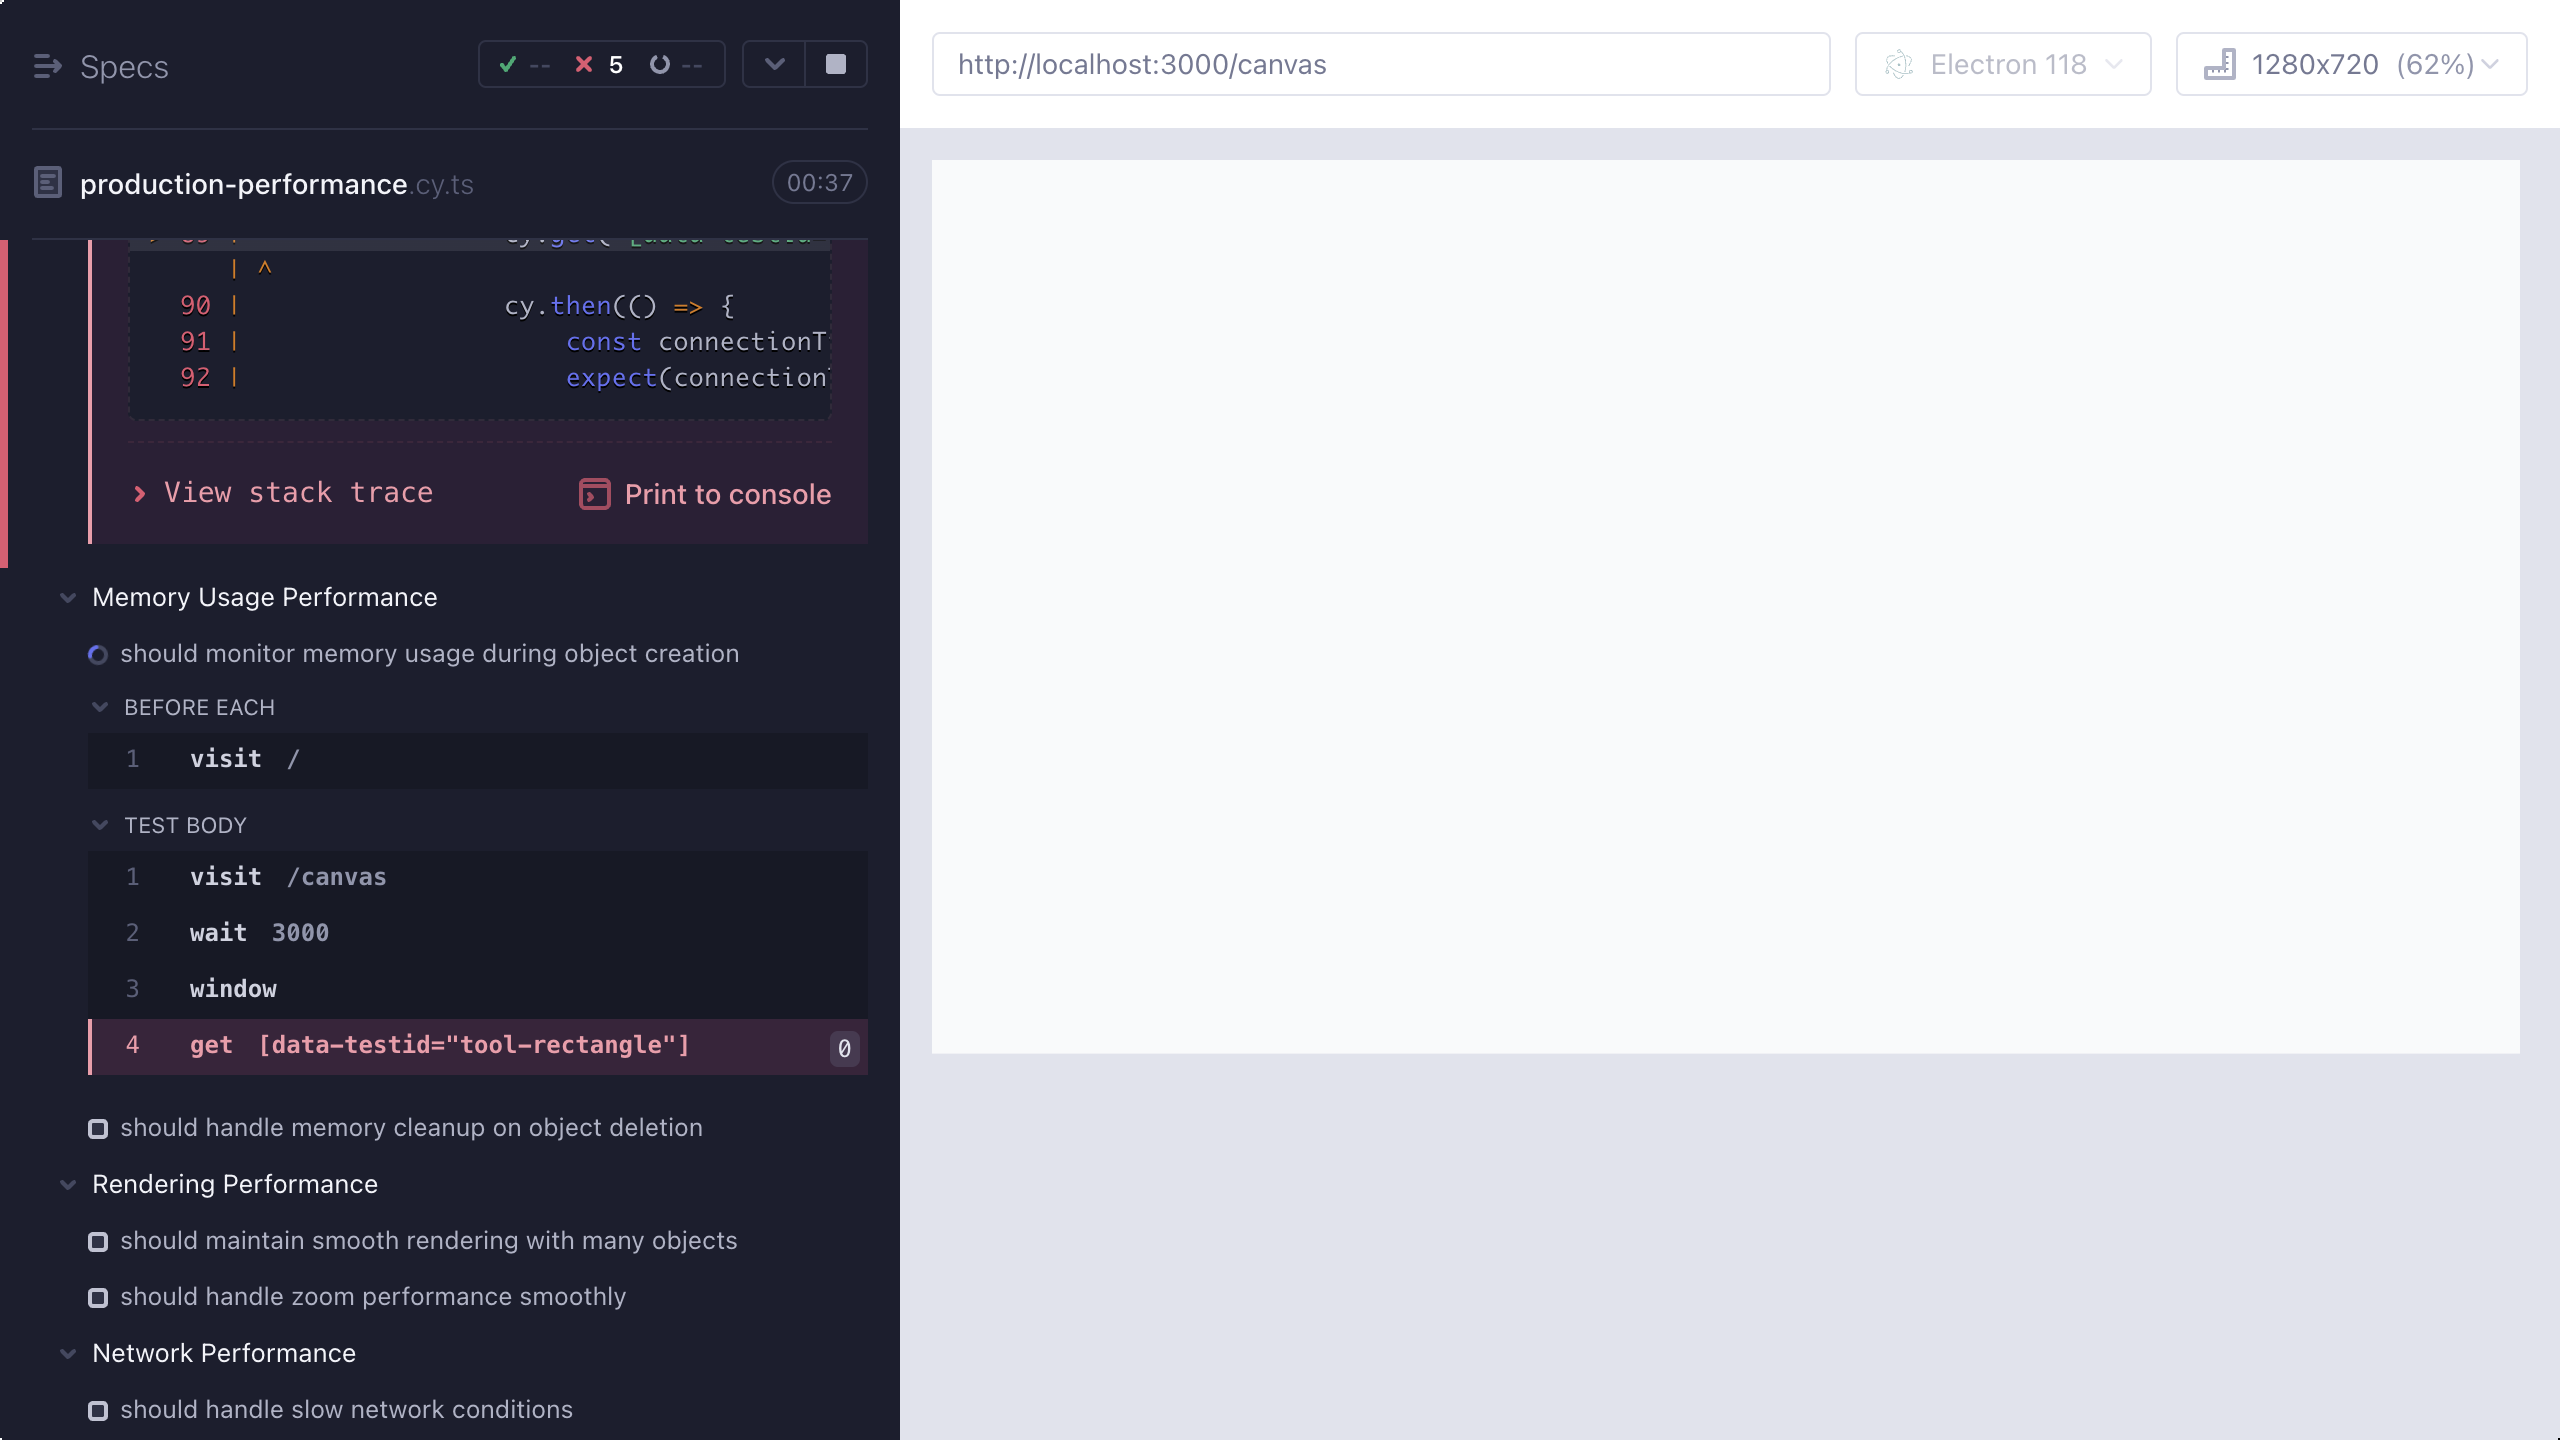 Specs
-- 5 --
production-performance.cy.ts
00:37
| ^
90 | cy.then(() => {
91 | const connectionT
92 | expect(connection
View stack trace
Print to console
Memory Usage Performance
should monitor memory usage during object creation
BEFORE EACH
1 visit /
TEST BODY
1 visit /canvas
2 wait 3000
3 window
4 get [data-testid="tool-rectangle"] 0
should handle memory cleanup on object deletion
Rendering Performance
should maintain smooth rendering with many objects
should handle zoom performance smoothly
Network Performance
should handle slow network conditions
http://localhost:3000/canvas
Electron 118
1280x720 (62%)